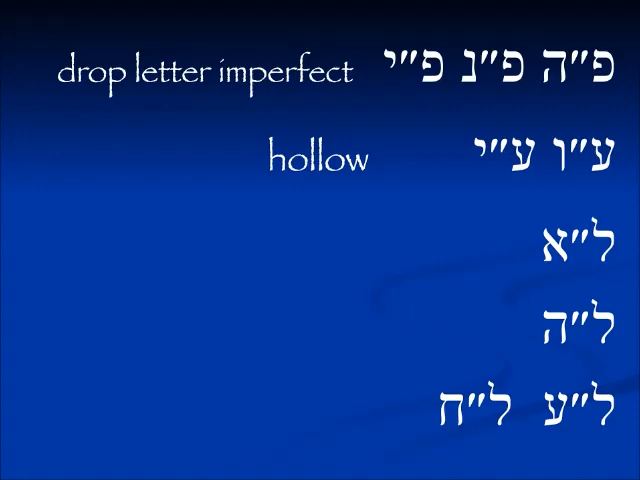 drop letter imperfect פ״ה פ״נ פ״י
hollow ע״ו ע״י
ל״א
ל״ה
ל״ע ל״ח